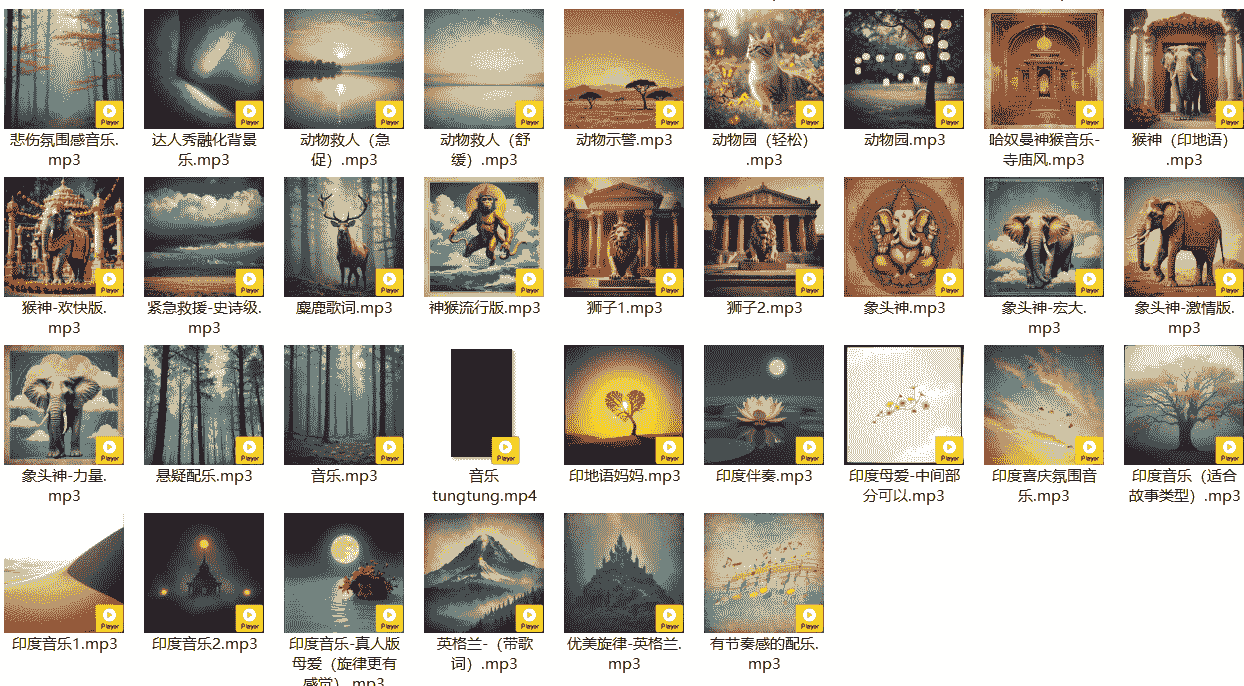 悲伤氛围感音乐.
mp3
达人秀融化背景
乐.mp3
动物救人（急
促）.mp3
动物救人（舒
缓）.mp3
动物示警.mp3
动物园（轻松）
.mp3
动物园.mp3
哈奴曼神猴音乐-
寺庙风.mp3
猴神（印地语）
.mp3
猴神-欢快版.
mp3
紧急救援-史诗级.
mp3
麋鹿歌词.mp3
神猴流行版.mp3
狮子1.mp3
狮子2.mp3
象头神.mp3
象头神-宏大.
mp3
象头神-激情版.
mp3
象头神-力量.
mp3
悬疑配乐.mp3
音乐.mp3
音乐
tungtung.mp4
印地语妈妈.mp3
印度伴奏.mp3
印度母爱-中间部
分可以.mp3
印度喜庆氛围音
乐.mp3
印度音乐（适合
故事类型）.mp3
印度音乐1.mp3
印度音乐2.mp3
印度音乐-真人版
母爱（旋律更有
感觉）.mp3
英格兰-（带歌
词）.mp3
优美旋律-英格兰.
mp3
有节奏感的配乐.
mp3